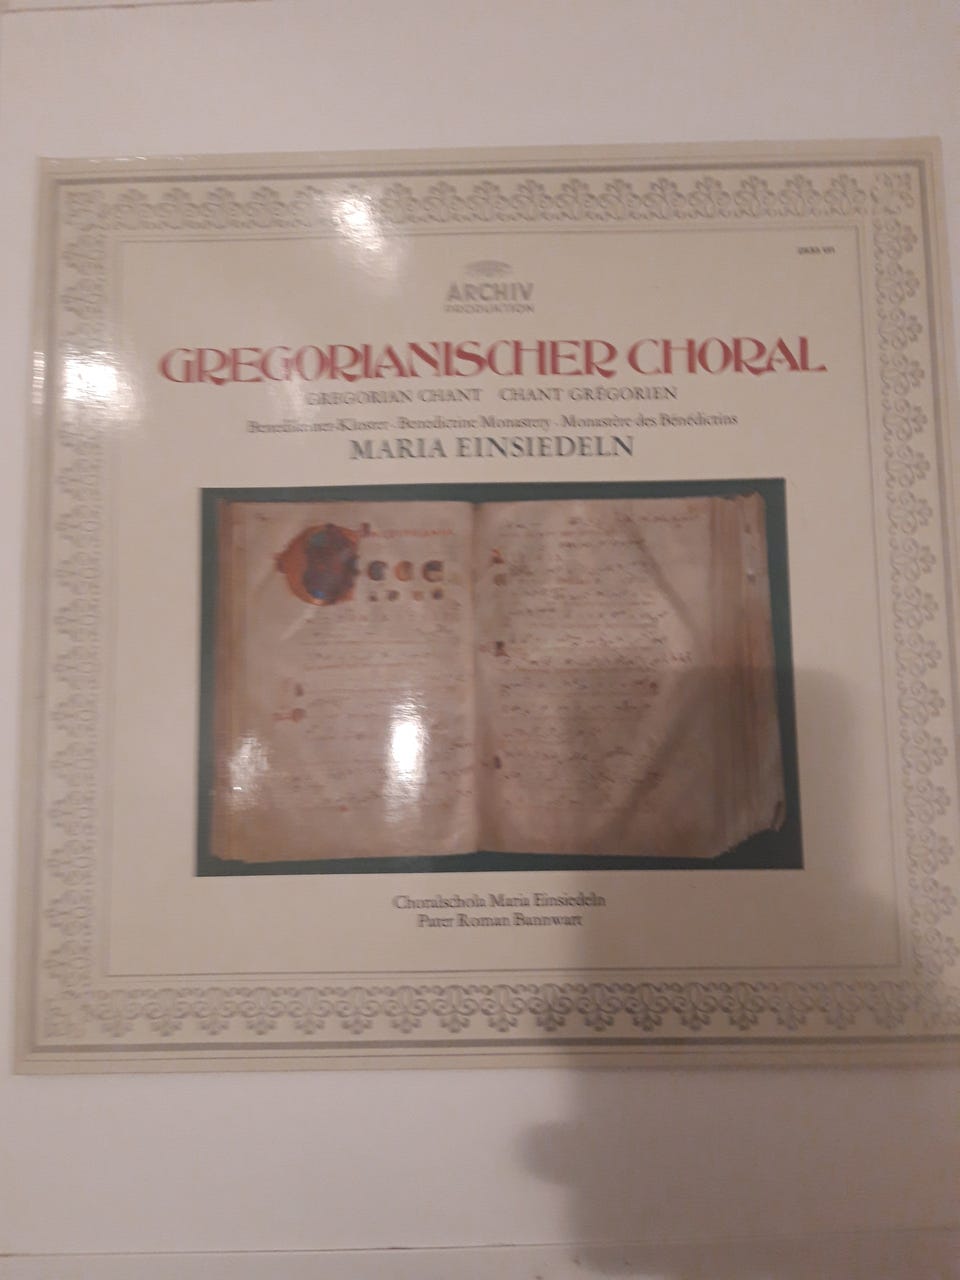 ARCHIV
PRODUKTION
GREGORIANISCHER CHORAL
GREGORIAN CHANT CHANT GRÉGORIEN
Benediktiner-Kloster · Benedictine Monastery · Monastère des Bénédictins
MARIA EINSIEDELN
Choralschola Maria Einsiedeln
Pater Roman Bannwart